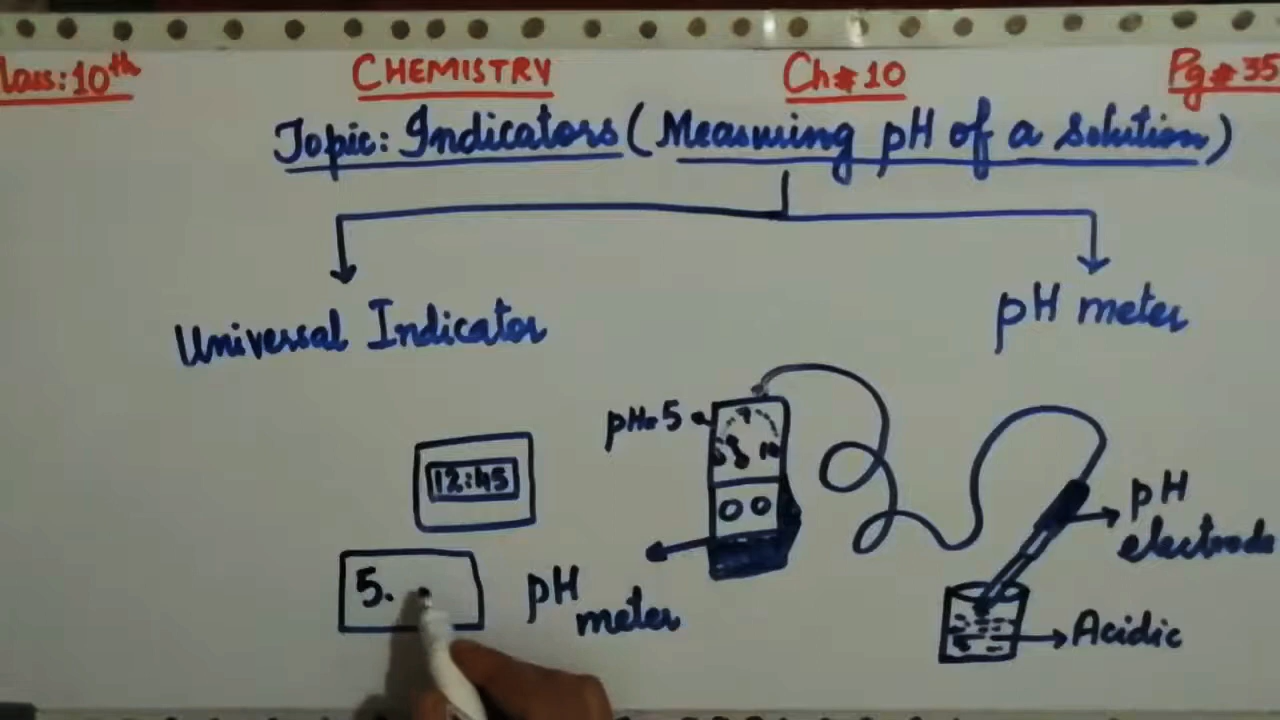 Class: 10th CHEMISTRY Ch # 10 Pg # 35
Topic: Indicators (Measuring pH of a solution)
Universal Indicator
pH meter
pH=5
10
12:45
pH
electrode
5.
pH
meter
Acidic